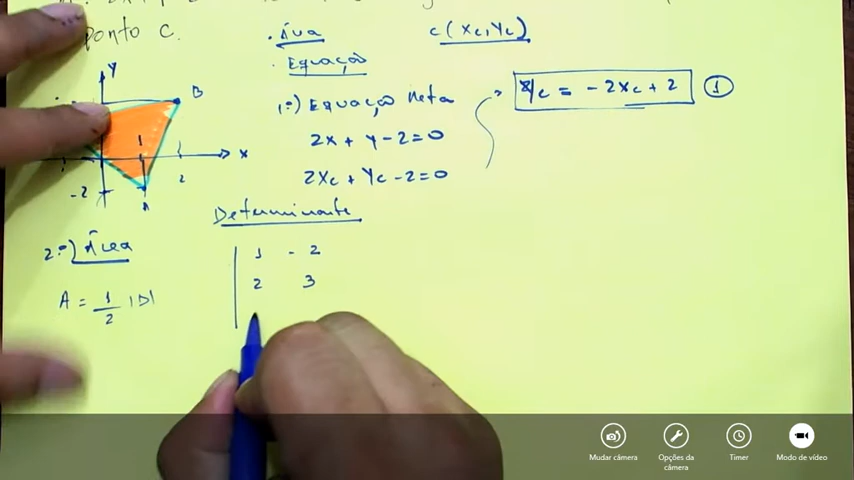 ponto c.
. Área
c(Xc,Yc)
. Equação
1º) Equação Reta
2x + y - 2 = 0
2Xc + Yc - 2 = 0
Yc = - 2Xc + 2 1
Y
B
1
x
2
-2
A
Determinante
2º) Área
1 - 2
2 3
A = 1/2 |D|
Mudar câmera
Opções da câmera
Timer
Modo de vídeo